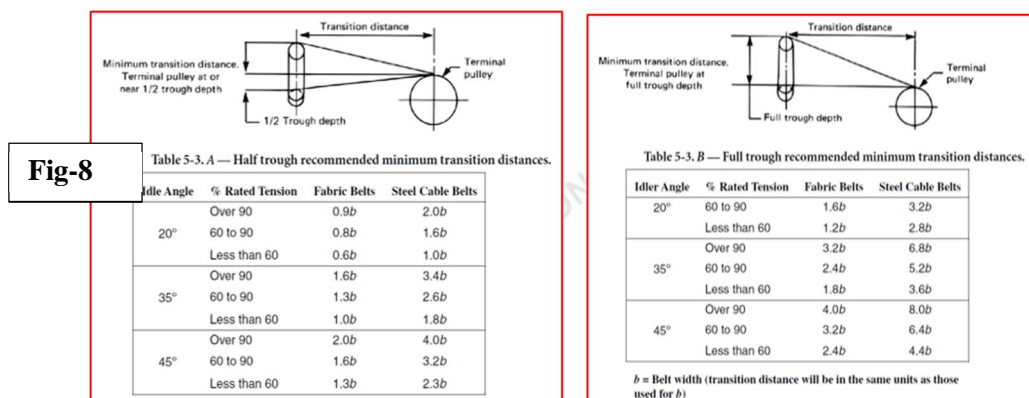 Transition distance
Minimum transition distance.
Terminal pulley at or
near 1/2 trough depth
Terminal
pulley
1/2 Trough depth
Fig-8
Table 5-3. A — Half trough recommended minimum transition distances.
Idle Angle % Rated Tension Fabric Belts Steel Cable Belts
Over 90 0.9b 2.0b
20° 60 to 90 0.8b 1.6b
Less than 60 0.6b 1.0b
Over 90 1.6b 3.4b
35° 60 to 90 1.3b 2.6b
Less than 60 1.0b 1.8b
Over 90 2.0b 4.0b
45° 60 to 90 1.6b 3.2b
Less than 60 1.3b 2.3b
Transition distance
Minimum transition distance.
Terminal pulley at
full trough depth
Terminal
pulley
Full trough depth
Table 5-3. B — Full trough recommended minimum transition distances.
Idler Angle % Rated Tension Fabric Belts Steel Cable Belts
20° 60 to 90 1.6b 3.2b
Less than 60 1.2b 2.8b
Over 90 3.2b 6.8b
35° 60 to 90 2.4b 5.2b
Less than 60 1.8b 3.6b
Over 90 4.0b 8.0b
45° 60 to 90 3.2b 6.4b
Less than 60 2.4b 4.4b
b = Belt width (transition distance will be in the same units as those
used for b)